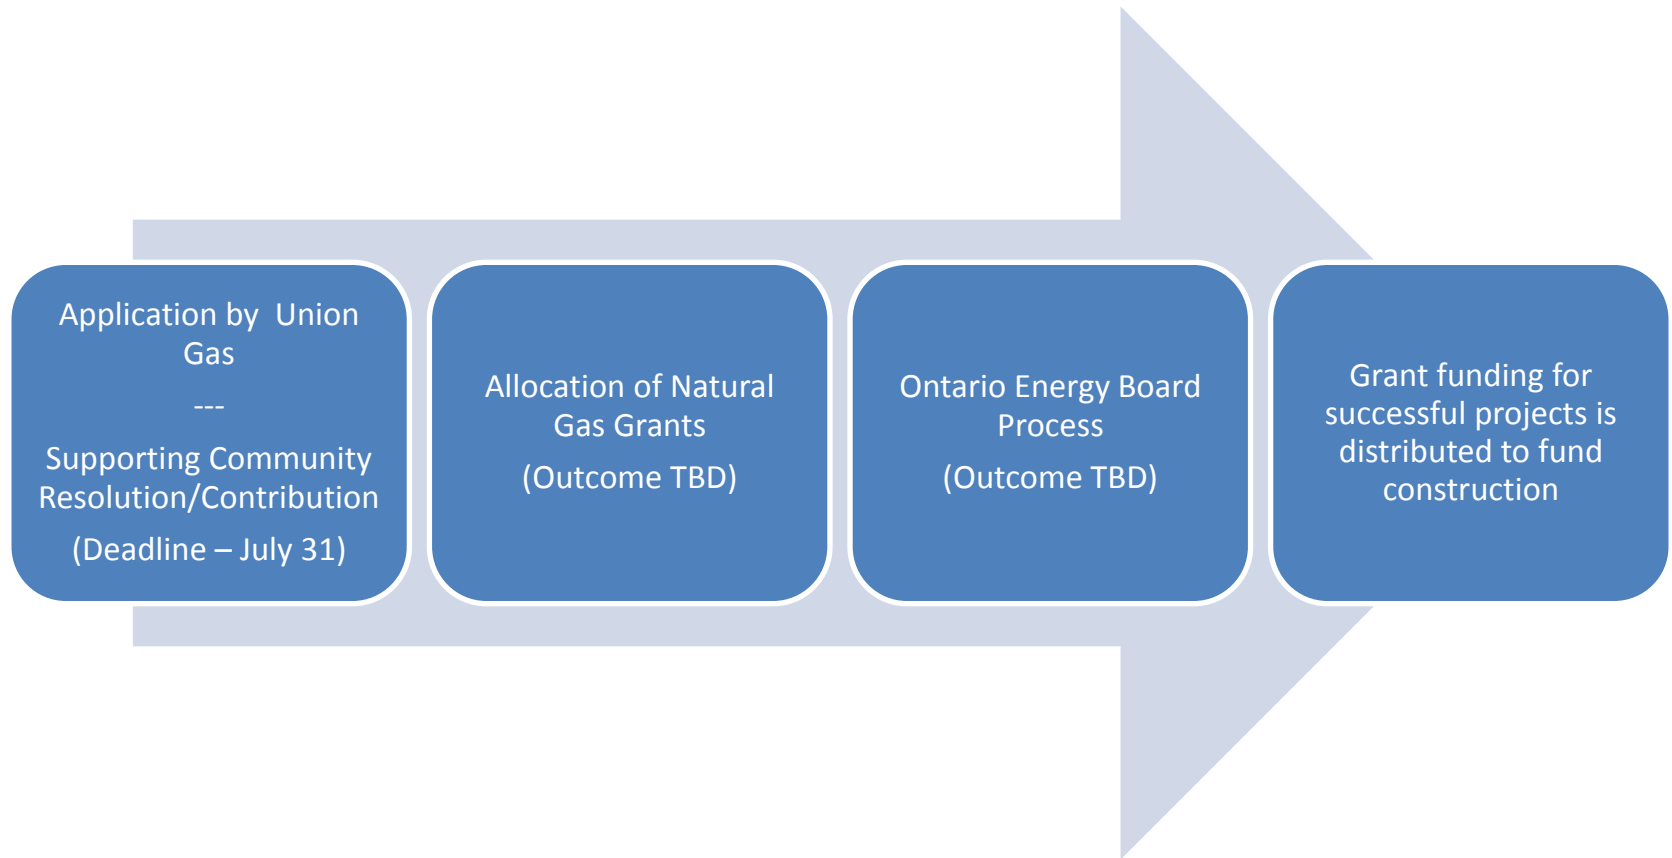 Application by  Union
Gas
---
Supporting Community
Resolution/Contribution
(Deadline – July 31)
Allocation of Natural
Gas Grants
(Outcome TBD)
Ontario Energy Board
Process
(Outcome TBD)
Grant funding for
successful projects is
distributed to fund
construction